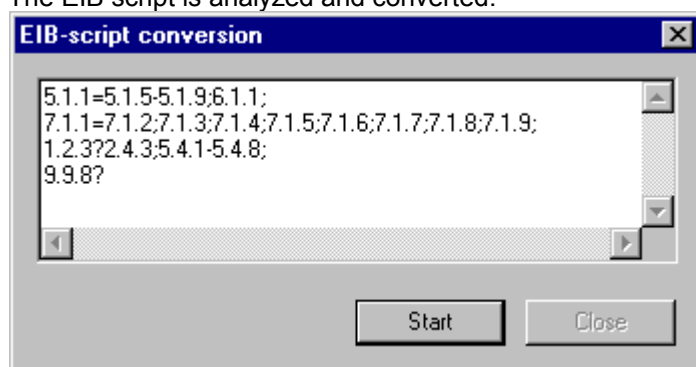 The EIB script is analyzed and converted.
EIB-script conversion
5.1.1=5.1.5-5.1.9;6.1.1;
7.1.1=7.1.2;7.1.3;7.1.4;7.1.5;7.1.6;7.1.7;7.1.8;7.1.9;
1.2.3?2.4.3;5.4.1-5.4.8;
9.9.8?
Start
Close